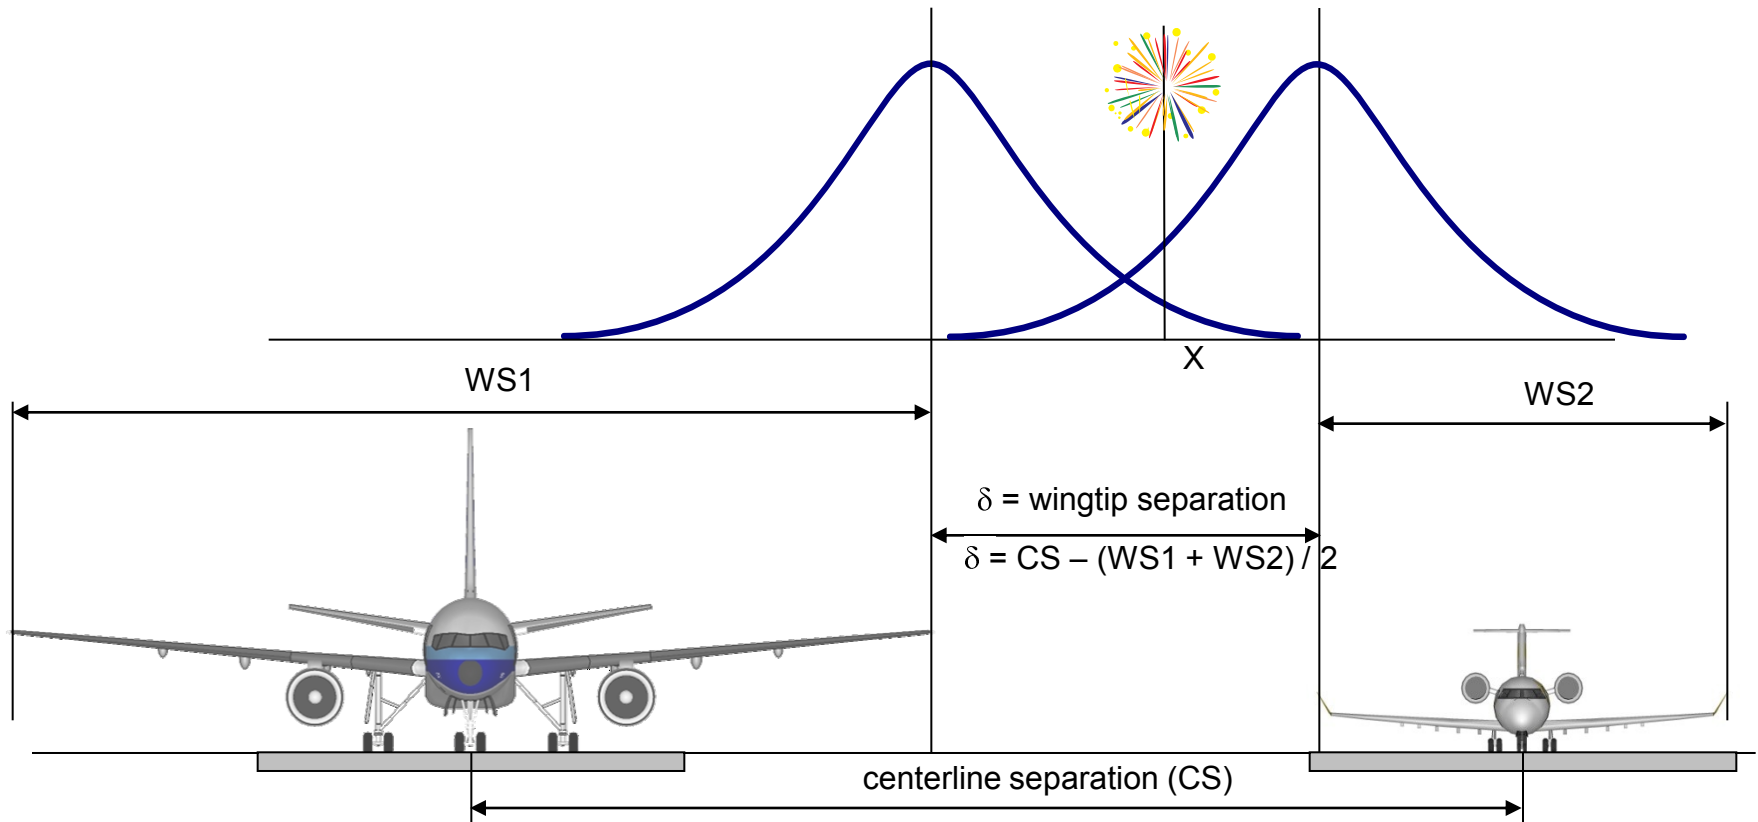 X
WS1
WS2
δ = wingtip separation
δ = CS – (WS1 + WS2) / 2
centerline separation (CS)